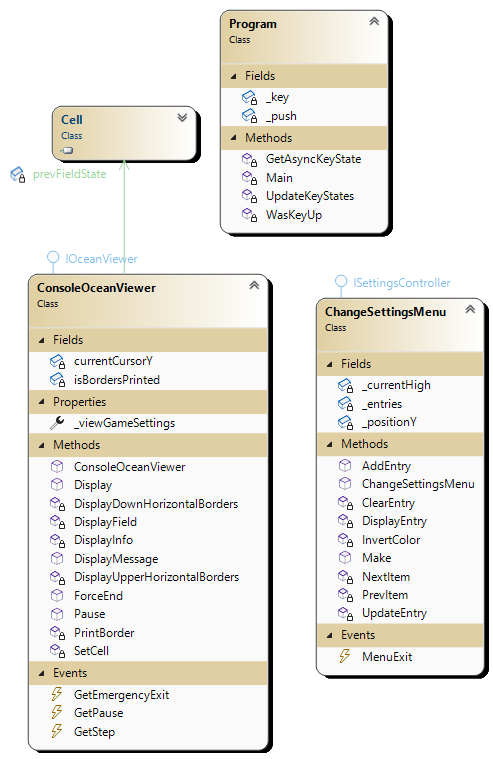 Program
Class
Fields
_key
_push
Methods
GetAsyncKeyState
Main
UpdateKeyStates
WasKeyUp
Cell
Class
prevFieldState
IOceanViewer
ConsoleOceanViewer
Class
Fields
currentCursorY
isBordersPrinted
Properties
_viewGameSettings
Methods
ConsoleOceanViewer
Display
DisplayDownHorizontalBorders
DisplayField
DisplayInfo
DisplayMessage
DisplayUpperHorizontalBorders
ForceEnd
Pause
PrintBorder
SetCell
Events
GetEmergencyExit
GetPause
GetStep
ISettingsController
ChangeSettingsMenu
Class
Fields
_currentHigh
_entries
_positionY
Methods
AddEntry
ChangeSettingsMenu
ClearEntry
DisplayEntry
InvertColor
Make
NextItem
PrevItem
UpdateEntry
Events
MenuExit